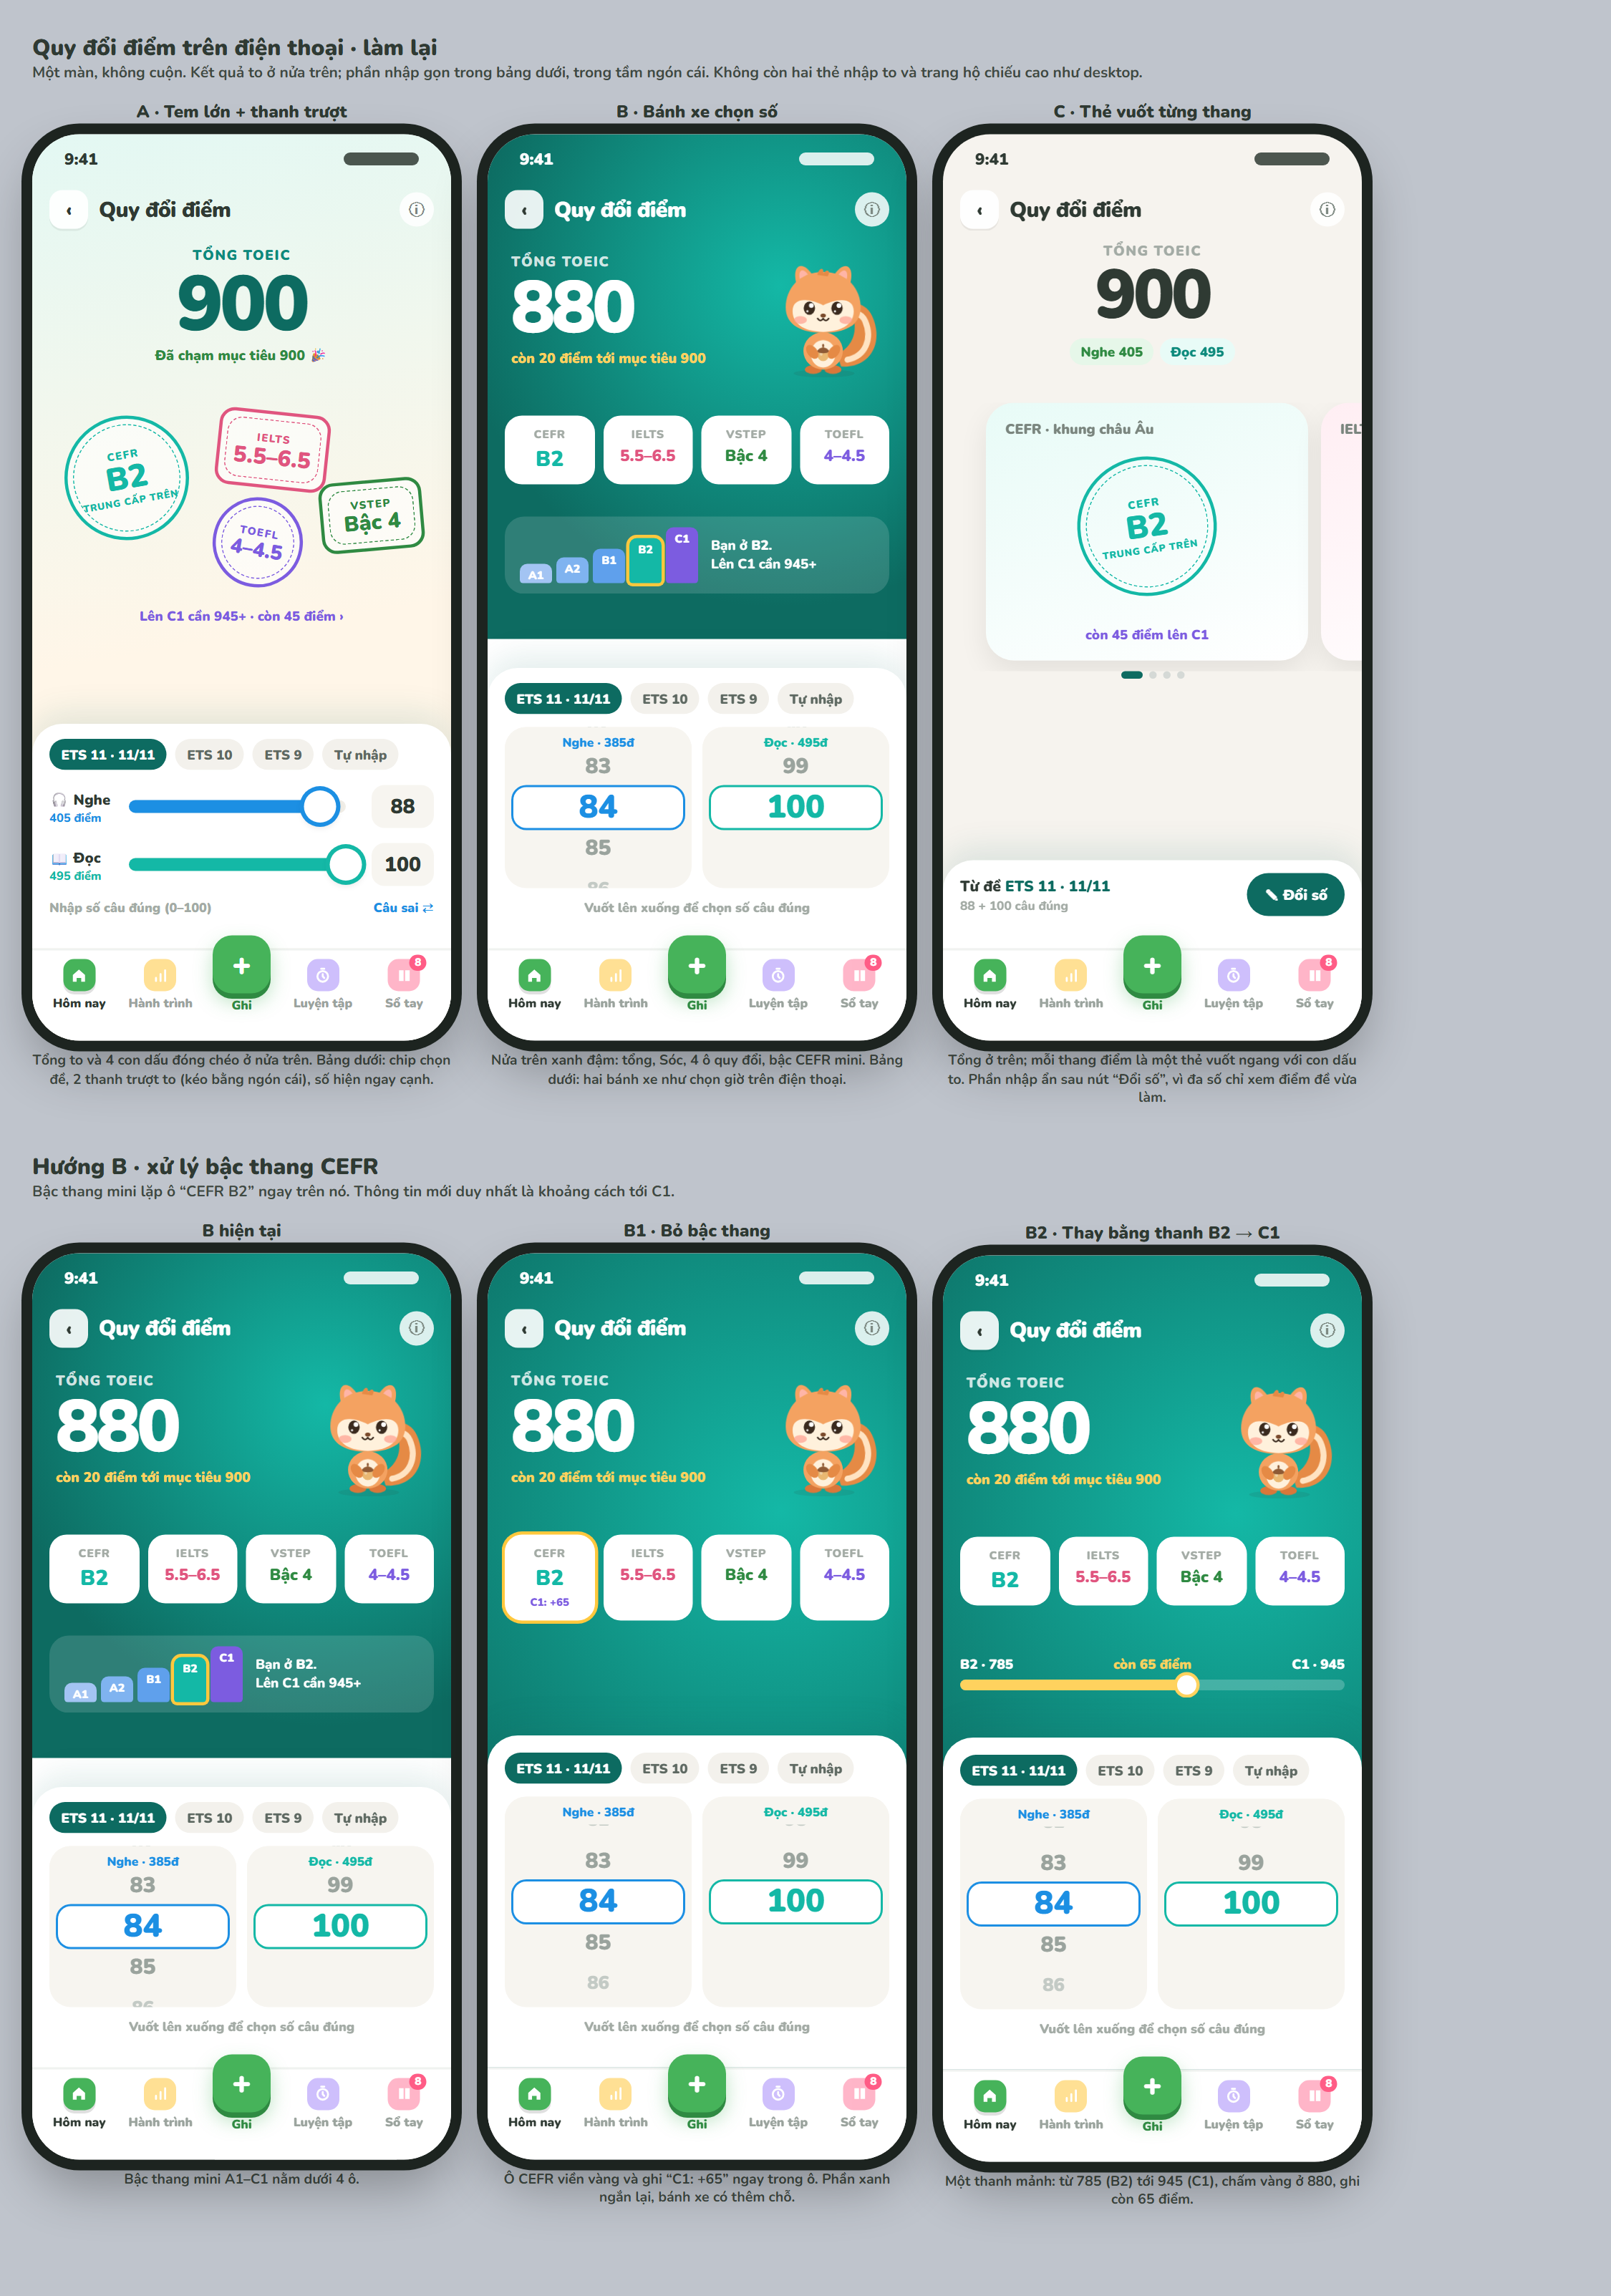 Quy đổi điểm trên điện thoại · làm lại
Một màn, không cuộn. Kết quả to ở nửa trên; phần nhập gọn trong bảng dưới, trong tầm ngón cái. Không còn hai thẻ nhập to và trang hộ chiếu cao như desktop.
A · Tem lớn + thanh trượt
9:41
‹ Quy đổi điểm ⓘ
TỔNG TOEIC
900
Đã chạm mục tiêu 900 🎉
CEFR
B2
TRUNG CẤP TRÊN
IELTS
5.5–6.5
TOEFL
4–4.5
VSTEP
Bậc 4
Lên C1 cần 945+ · còn 45 điểm ›
ETS 11 · 11/11 ETS 10 ETS 9 Tự nhập
🎧 Nghe
405 điểm
88
📖 Đọc
495 điểm
100
Nhập số câu đúng (0–100) Câu sai ⇄
8
Hôm nay Hành trình Ghi Luyện tập Sổ tay
Tổng to và 4 con dấu đóng chéo ở nửa trên. Bảng dưới: chip chọn
đề, 2 thanh trượt to (kéo bằng ngón cái), số hiện ngay cạnh.
B · Bánh xe chọn số
9:41
‹ Quy đổi điểm ⓘ
TỔNG TOEIC
880
còn 20 điểm tới mục tiêu 900
CEFR IELTS VSTEP TOEFL
B2 5.5–6.5 Bậc 4 4–4.5
A1 A2 B1 B2 C1
Bạn ở B2.
Lên C1 cần 945+
ETS 11 · 11/11 ETS 10 ETS 9 Tự nhập
Nghe · 385đ Đọc · 495đ
83 99
84 100
85
86
Vuốt lên xuống để chọn số câu đúng
8
Hôm nay Hành trình Ghi Luyện tập Sổ tay
Nửa trên xanh đậm: tổng, Sóc, 4 ô quy đổi, bậc CEFR mini. Bảng
dưới: hai bánh xe như chọn giờ trên điện thoại.
C · Thẻ vuốt từng thang
9:41
‹ Quy đổi điểm ⓘ
TỔNG TOEIC
900
Nghe 405 Đọc 495
CEFR · khung châu Âu IELT
CEFR
B2
TRUNG CẤP TRÊN
còn 45 điểm lên C1
Từ đề ETS 11 · 11/11
88 + 100 câu đúng
✏ Đổi số
8
Hôm nay Hành trình Ghi Luyện tập Sổ tay
Tổng ở trên; mỗi thang điểm là một thẻ vuốt ngang với con dấu
to. Phần nhập ẩn sau nút “Đổi số”, vì đa số chỉ xem điểm đề vừa
làm.
Hướng B · xử lý bậc thang CEFR
Bậc thang mini lặp ô “CEFR B2” ngay trên nó. Thông tin mới duy nhất là khoảng cách tới C1.
B hiện tại
9:41
‹ Quy đổi điểm ⓘ
TỔNG TOEIC
880
còn 20 điểm tới mục tiêu 900
CEFR IELTS VSTEP TOEFL
B2 5.5–6.5 Bậc 4 4–4.5
A1 A2 B1 B2 C1
Bạn ở B2.
Lên C1 cần 945+
ETS 11 · 11/11 ETS 10 ETS 9 Tự nhập
Nghe · 385đ Đọc · 495đ
83 99
84 100
85
86
Vuốt lên xuống để chọn số câu đúng
8
Hôm nay Hành trình Ghi Luyện tập Sổ tay
Bậc thang mini A1–C1 nằm dưới 4 ô.
B1 · Bỏ bậc thang
9:41
‹ Quy đổi điểm ⓘ
TỔNG TOEIC
880
còn 20 điểm tới mục tiêu 900
CEFR IELTS VSTEP TOEFL
B2 5.5–6.5 Bậc 4 4–4.5
C1: +65
ETS 11 · 11/11 ETS 10 ETS 9 Tự nhập
Nghe · 385đ Đọc · 495đ
83 99
84 100
85
86
Vuốt lên xuống để chọn số câu đúng
8
Hôm nay Hành trình Ghi Luyện tập Sổ tay
Ô CEFR viền vàng và ghi “C1: +65” ngay trong ô. Phần xanh
ngắn lại, bánh xe có thêm chỗ.
B2 · Thay bằng thanh B2 → C1
9:41
‹ Quy đổi điểm ⓘ
TỔNG TOEIC
880
còn 20 điểm tới mục tiêu 900
CEFR IELTS VSTEP TOEFL
B2 5.5–6.5 Bậc 4 4–4.5
B2 · 785 còn 65 điểm C1 · 945
ETS 11 · 11/11 ETS 10 ETS 9 Tự nhập
Nghe · 385đ Đọc · 495đ
83 99
84 100
85
86
Vuốt lên xuống để chọn số câu đúng
8
Hôm nay Hành trình Ghi Luyện tập Sổ tay
Một thanh mảnh: từ 785 (B2) tới 945 (C1), chấm vàng ở 880, ghi
còn 65 điểm.